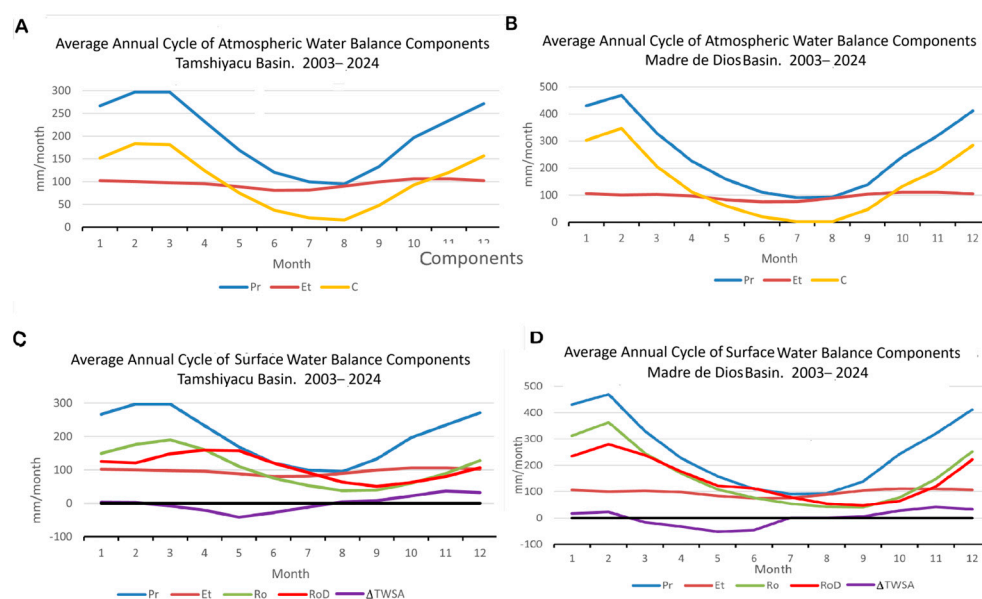 A
Average Annual Cycle of Atmospheric Water Balance Components
Tamshiyacu Basin. 2003– 2024
300
250
200
150
100
50
0
mm/month
1 2 3 4 5 6 7 8 9 10 11 12
Month
Components
Pr Et C
B
Average Annual Cycle of Atmospheric Water Balance Components
Madre de Dios Basin. 2003– 2024
500
400
300
200
100
0
mm/month
1 2 3 4 5 6 7 8 9 10 11 12
Month
Pr Et C
C
Average Annual Cycle of Surface Water Balance Components
Tamshiyacu Basin. 2003– 2024
300
200
100
0
-100
mm/month
1 2 3 4 5 6 7 8 9 10 11 12
Month
Pr Et Ro RoD ΔTWSA
D
Average Annual Cycle of Surface Water Balance Components
Madre de Dios Basin. 2003– 2024
500
400
300
200
100
0
-100
mm/month
1 2 3 4 5 6 7 8 9 10 11 12
Month
Pr Et Ro RoD ΔTWSA